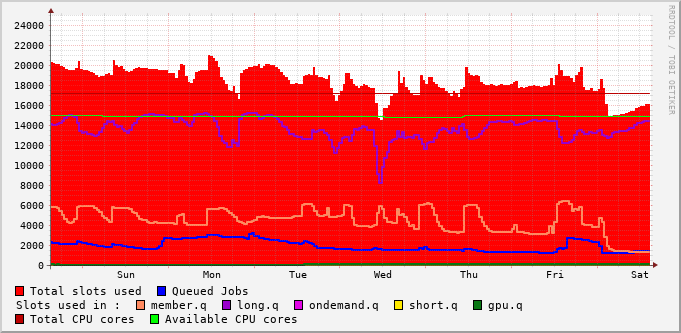 24000
22000
20000
18000
16000
14000
12000
10000
8000
6000
4000
2000
0
Sun Mon Tue Wed Thu Fri Sat
RRDTOOL / TOBI OETIKER
Total slots used Queued Jobs
Slots used in : member.q long.q ondemand.q short.q gpu.q
Total CPU cores Available CPU cores